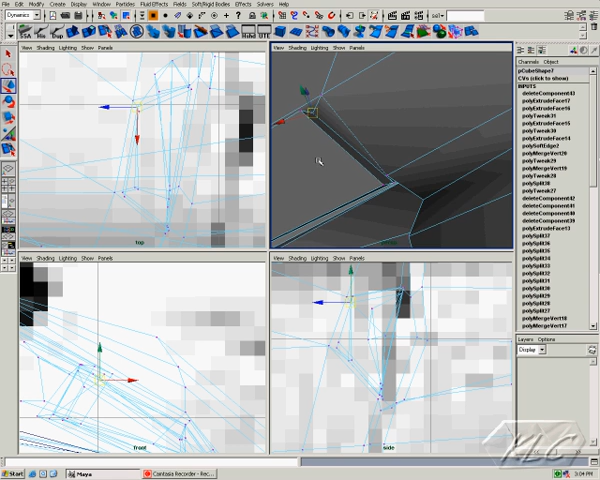 File Edit Modify Create Display Window Particles Fluid Effects Fields Soft/Rigid Bodies Effects Solvers Help
Dynamics
sel
View Shading Lighting Show Panels
top
View Shading Lighting Show Panels
View Shading Lighting Show Panels
front
View Shading Lighting Show Panels
side
Channels Object
pCubeShape7
CVs (click to show)
INPUTS
deleteComponent43
polyExtrudeFace17
polyExtrudeFace16
polyTweak31
polyExtrudeFace15
polyTweak30
polyExtrudeFace14
polySoftEdge2
polyMergeVert20
polyTweak29
polyMergeVert19
polyTweak28
polySplit38
polyTweak27
deleteComponent42
deleteComponent41
deleteComponent40
deleteComponent39
polyExtrudeFace13
polySplit37
polySplit36
polySplit35
polySplit34
polySplit33
polySplit32
polySplit31
polySplit30
polySplit29
polySplit28
polySplit27
polyMergeVert18
polyMergeVert17
Layers Options
Display
Y.L.G
Start
Maya
Camtasia Recorder - Rec...
3:04 PM